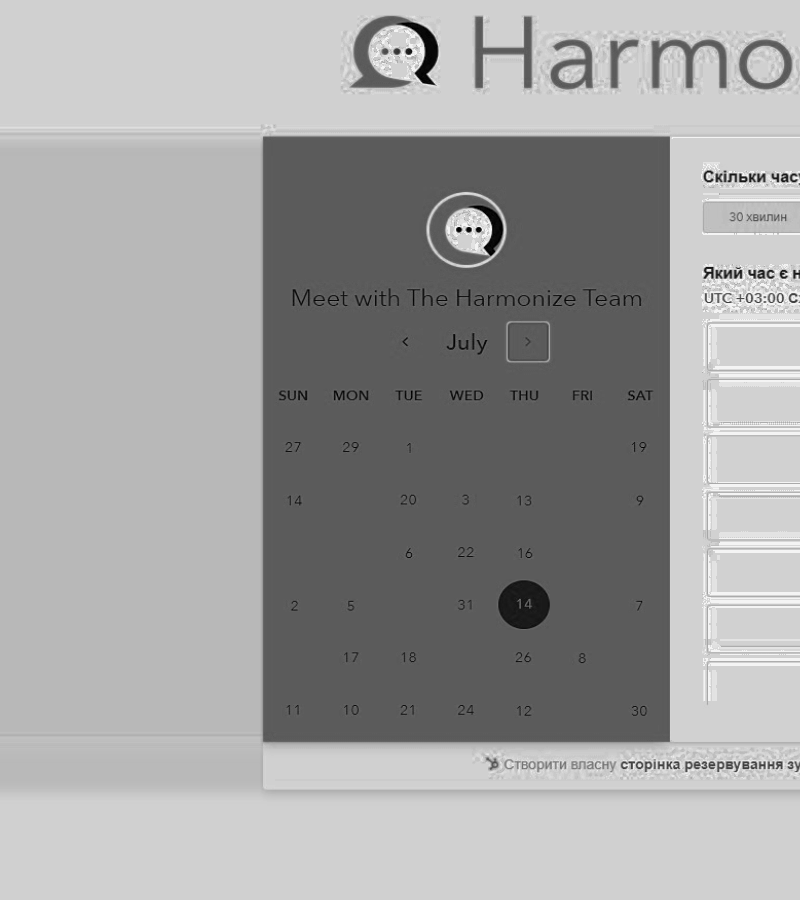 Harmo
Meet with The Harmonize Team
July
SUN MON TUE WED THU FRI SAT
27 29 1 19
14 20 3 13 9
6 22 16
2 5 31 14 7
17 18 26 8
11 10 21 24 12 30
Скільки часу
30 хвилин
Який час є н
UTC +03:00 С
Створити власну сторінка резервування зу